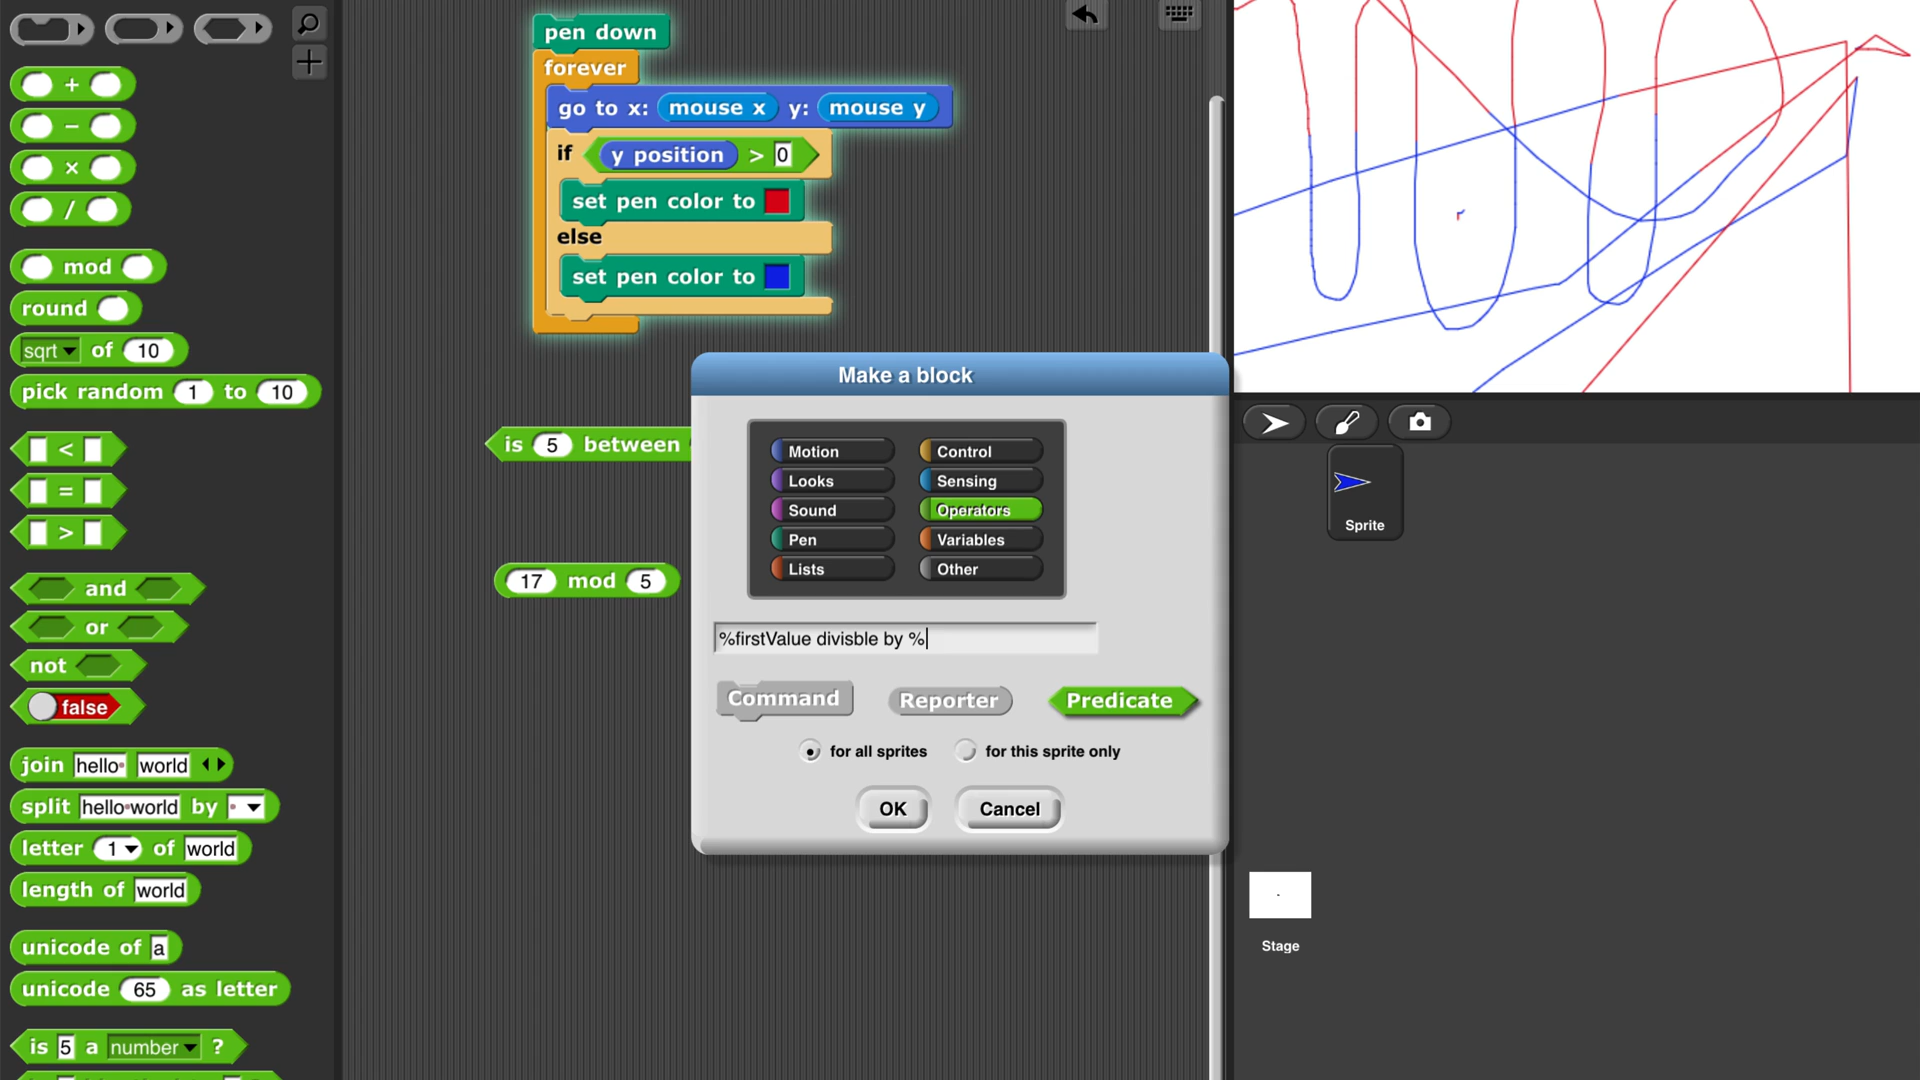 +
−
×
/
mod
round
sqrt of 10
pick random 1 to 10
<
=
>
and
or
not
false
join hello world
split hello world by
letter 1 of world
length of world
unicode of a
unicode 65 as letter
is 5 a number ?
pen down
forever
go to x: mouse x y: mouse y
if y position > 0
set pen color to
else
set pen color to
is 5 between
17 mod 5
Make a block
Motion Control
Looks Sensing
Sound Operators
Pen Variables
Lists Other
%firstValue divisble by %
Command Reporter Predicate
for all sprites for this sprite only
OK Cancel
Sprite
Stage